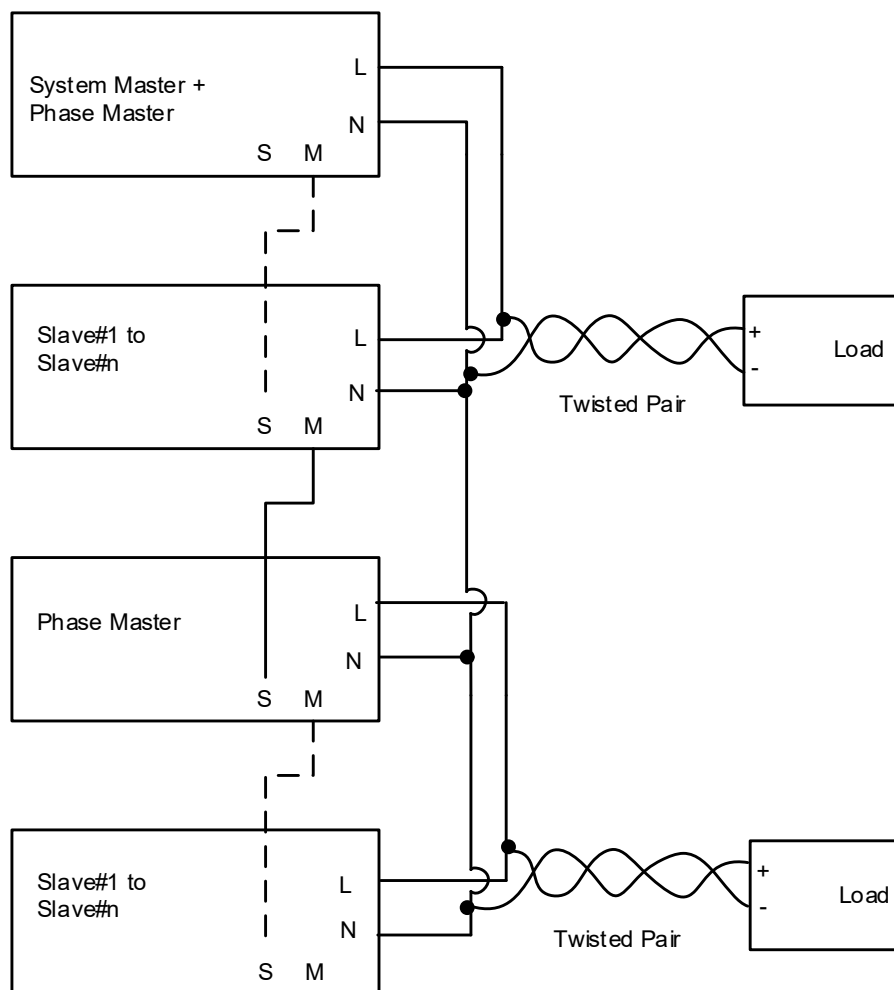 System Master +
Phase Master
L
N
S M
Slave#1 to
Slave#n
L
N
S M
+
-
Load
Twisted Pair
Phase Master
L
N
S M
Slave#1 to
Slave#n
L
N
S M
+
-
Load
Twisted Pair